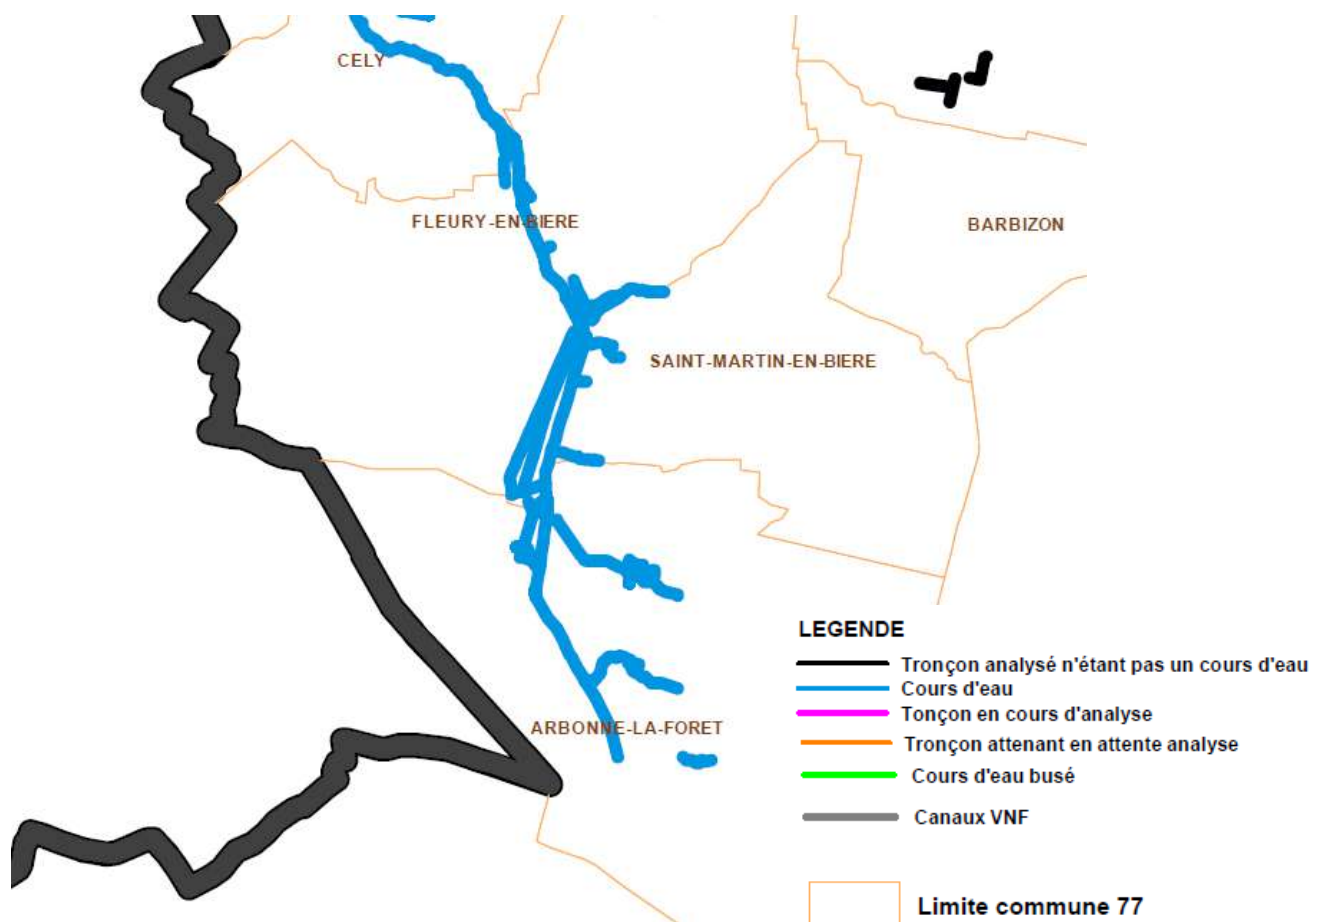 CELY
FLEURY-EN-BIERE
BARBIZON
SAINT-MARTIN-EN-BIERE
ARBONNE-LA-FORET
LEGENDE
Tronçon analysé n'étant pas un cours d'eau
Cours d'eau
Tonçon en cours d'analyse
Tronçon attenant en attente analyse
Cours d'eau busé
Canaux VNF
Limite commune 77